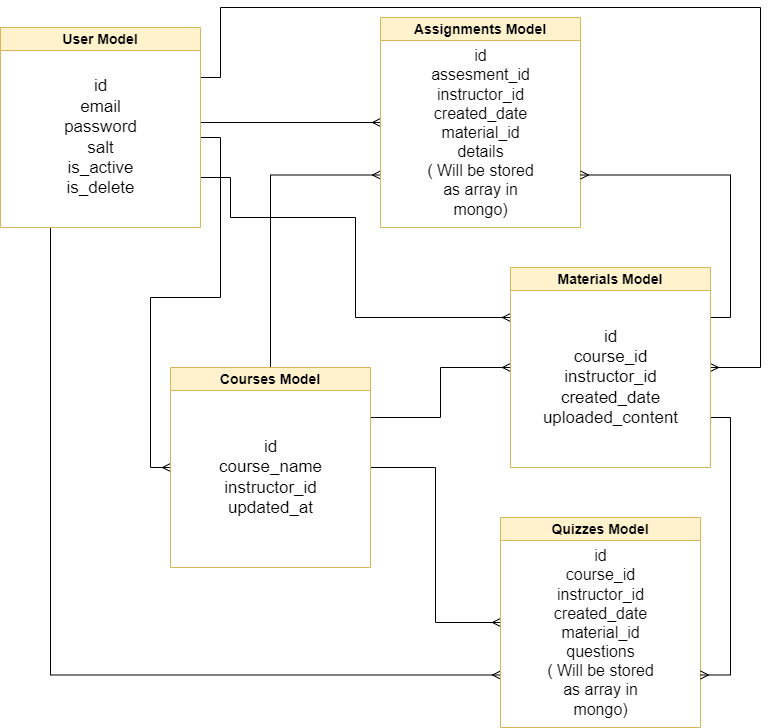 User Model
id
email
password
salt
is_active
is_delete
Assignments Model
id
assesment_id
instructor_id
created_date
material_id
details
( Will be stored
as array in
mongo)
Materials Model
id
course_id
instructor_id
created_date
uploaded_content
Courses Model
id
course_name
instructor_id
updated_at
Quizzes Model
id
course_id
instructor_id
created_date
material_id
questions
( Will be stored
as array in
mongo)